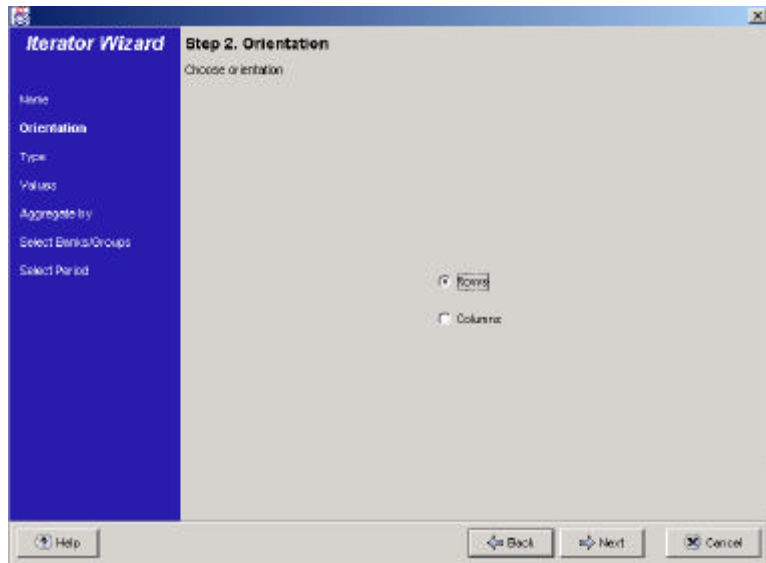 Iterator Wizard
Name
Orientation
Type
Values
Aggregate by
Select Banks/Groups
Select Period
Step 2. Orientation
Choose orientation
Rows
Columns
Help
Back
Next
Cancel